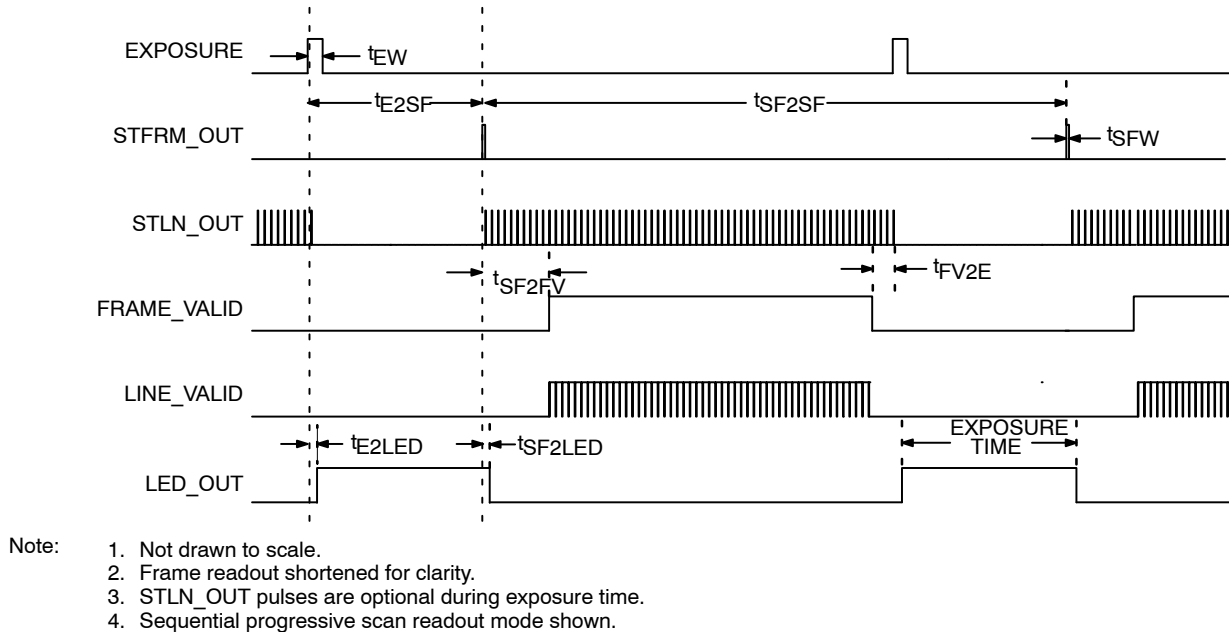 EXPOSURE
tEW
tE2SF
tSF2SF
STFRM_OUT
tSFW
STLN_OUT
tSF2FV
tFV2E
FRAME_VALID
LINE_VALID
tE2LED
tSF2LED
EXPOSURE
TIME
LED_OUT
Note:
1. Not drawn to scale.
2. Frame readout shortened for clarity.
3. STLN_OUT pulses are optional during exposure time.
4. Sequential progressive scan readout mode shown.